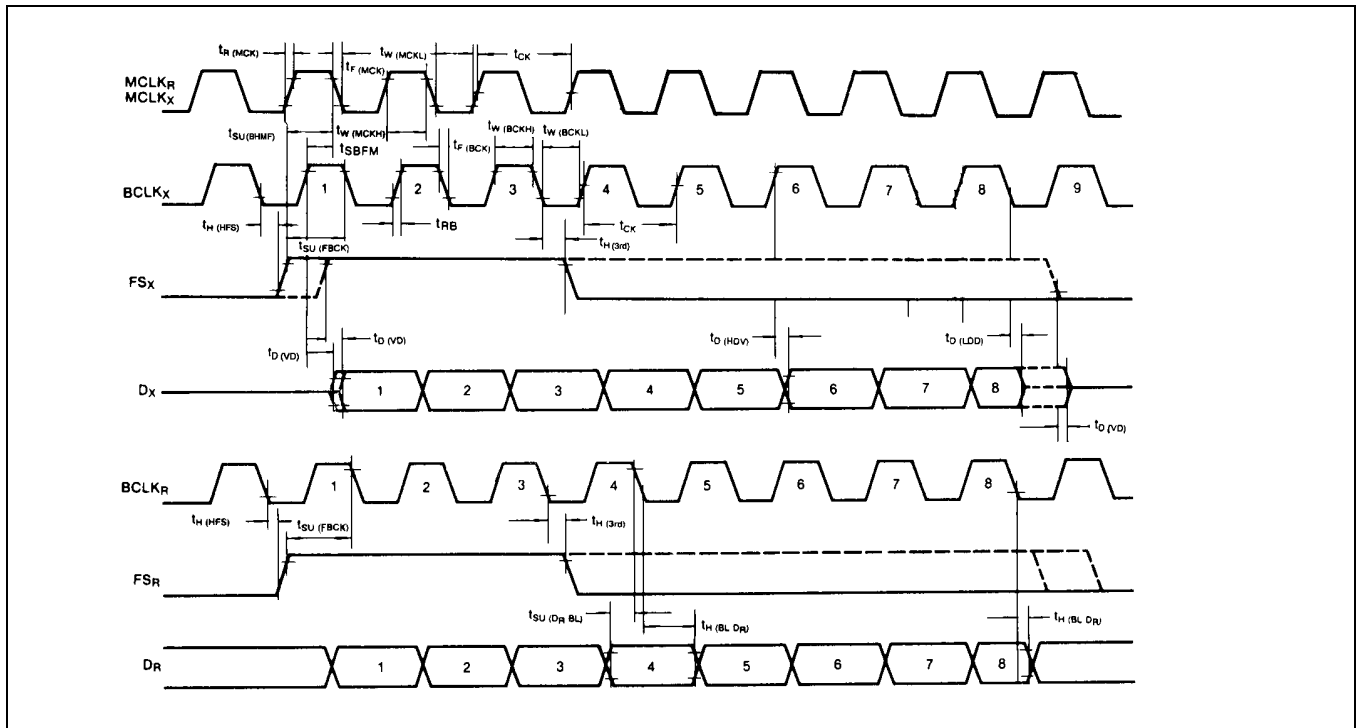 tR (MCK) tW (MCKL) tCK
tF (MCK)
MCLKR
MCLKX
tSU(BHMF) tW (MCKH) tW (BCKH) tW (BCKL)
tSBFM tF (BCK)
BCLKX 1 2 3 4 5 6 7 8 9
tH (HFS) tRB tCK
tSU (FBCK) tH (3rd)
FSX
tD (VD) tD (VD) tD (HDV) tD (LDD)
DX 1 2 3 4 5 6 7 8
tD (VD)
BCLKR 1 2 3 4 5 6 7 8
tH (HFS) tSU (FBCK) tH (3rd)
FSR
tSU (DR BL) tH (BL DR) tH (BL DR)
DR 1 2 3 4 5 6 7 8